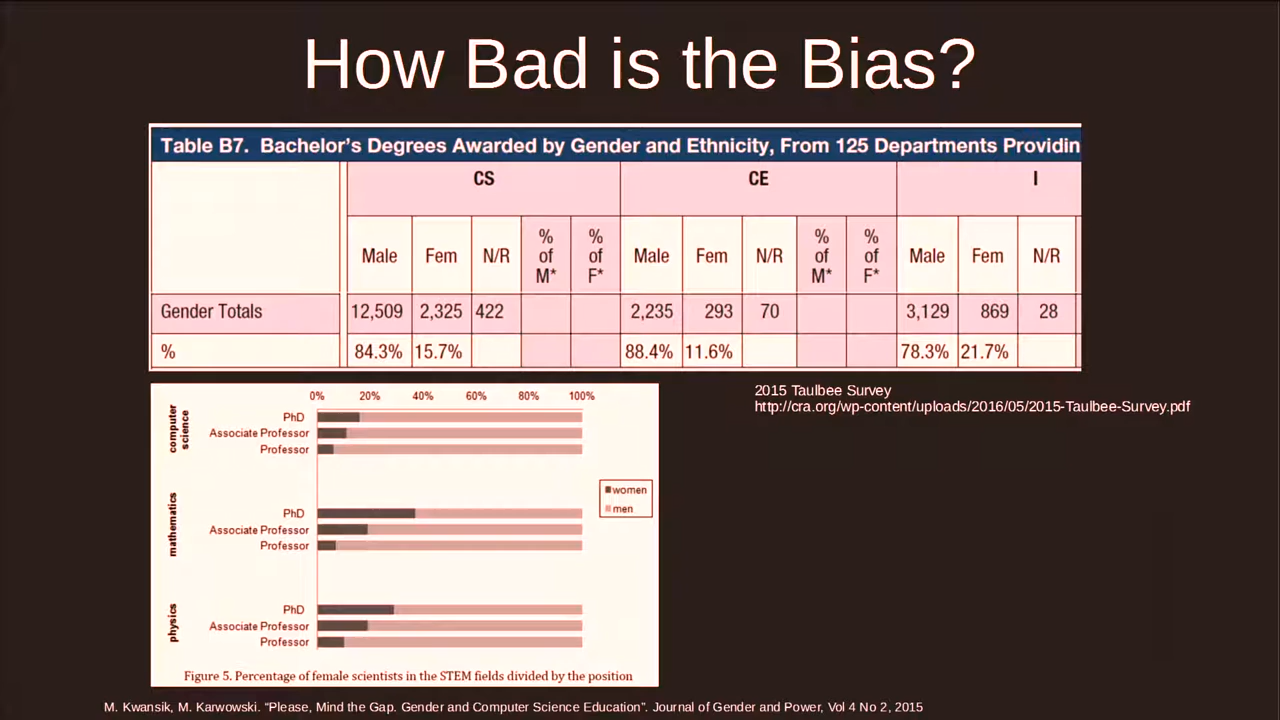 How Bad is the Bias?
Table B7. Bachelor's Degrees Awarded by Gender and Ethnicity, From 125 Departments Providin
CS CE I
Male Fem N/R % of M* % of F* Male Fem N/R % of M* % of F* Male Fem N/R
Gender Totals 12,509 2,325 422 2,235 293 70 3,129 869 28
% 84.3% 15.7% 88.4% 11.6% 78.3% 21.7%
2015 Taulbee Survey
http://cra.org/wp-content/uploads/2016/05/2015-Taulbee-Survey.pdf
0% 20% 40% 60% 80% 100%
computer science
PhD
Associate Professor
Professor
women
men
mathematics
PhD
Associate Professor
Professor
physics
PhD
Associate Professor
Professor
Figure 5. Percentage of female scientists in the STEM fields divided by the position
M. Kwansik, M. Karwowski. "Please, Mind the Gap. Gender and Computer Science Education". Journal of Gender and Power, Vol 4 No 2, 2015